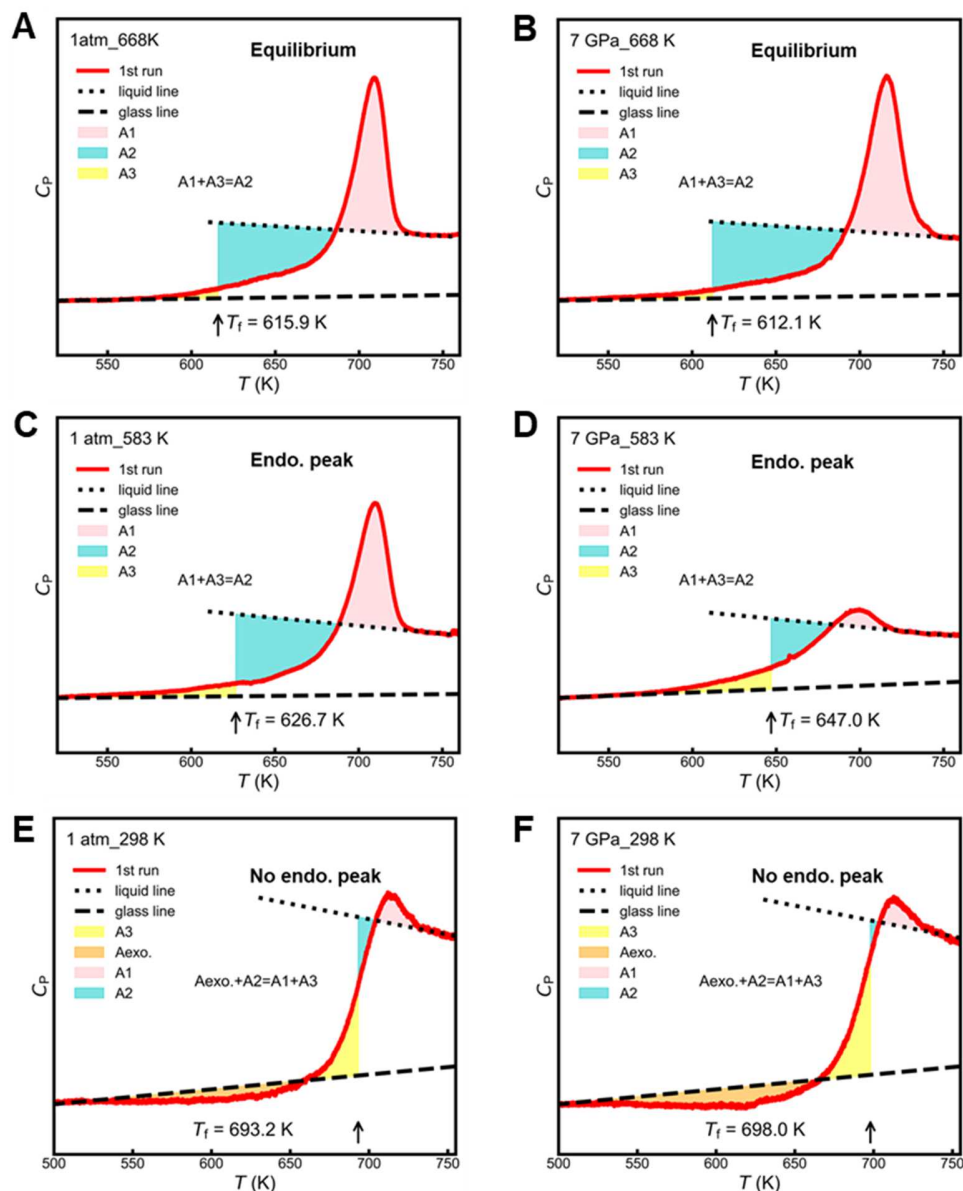 A
1atm_668K
Equilibrium
1st run
liquid line
glass line
A1
A2
A3
A1+A3=A2
Tf = 615.9 K
CP
550 600 650 700 750
T (K)
B
7 GPa_668 K
Equilibrium
1st run
liquid line
glass line
A1
A2
A3
A1+A3=A2
Tf = 612.1 K
CP
550 600 650 700 750
T (K)
C
1 atm_583 K
Endo. peak
1st run
liquid line
glass line
A1
A2
A3
A1+A3=A2
Tf = 626.7 K
CP
550 600 650 700 750
T (K)
D
7 GPa_583 K
Endo. peak
1st run
liquid line
glass line
A1
A2
A3
A1+A3=A2
Tf = 647.0 K
CP
550 600 650 700 750
T (K)
E
1 atm_298 K
No endo. peak
1st run
liquid line
glass line
A3
Aexo.
A1
A2
Aexo.+A2=A1+A3
Tf = 693.2 K
CP
500 550 600 650 700 750
T (K)
F
7 GPa_298 K
No endo. peak
1st run
liquid line
glass line
A3
Aexo.
A1
A2
Aexo.+A2=A1+A3
Tf = 698.0 K
CP
500 550 600 650 700 750
T (K)